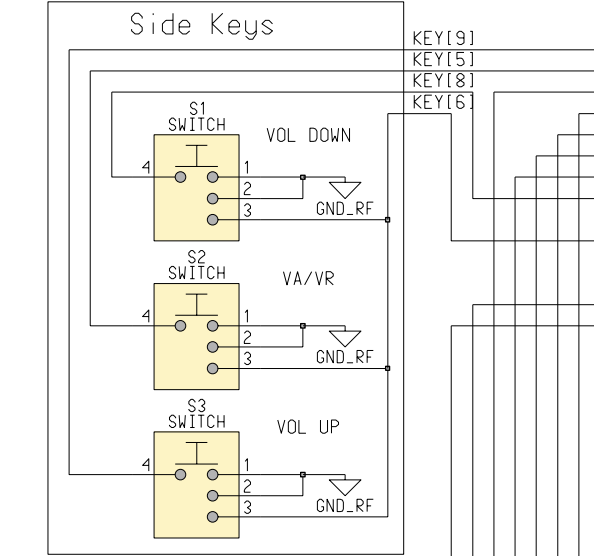 Side Keys
KEY[9]
KEY[5]
KEY[8]
KEY[6]
S1
SWITCH
VOL DOWN
4
1
2
3
GND_RF
S2
SWITCH
VA/VR
4
1
2
3
GND_RF
S3
SWITCH
VOL UP
4
1
2
3
GND_RF